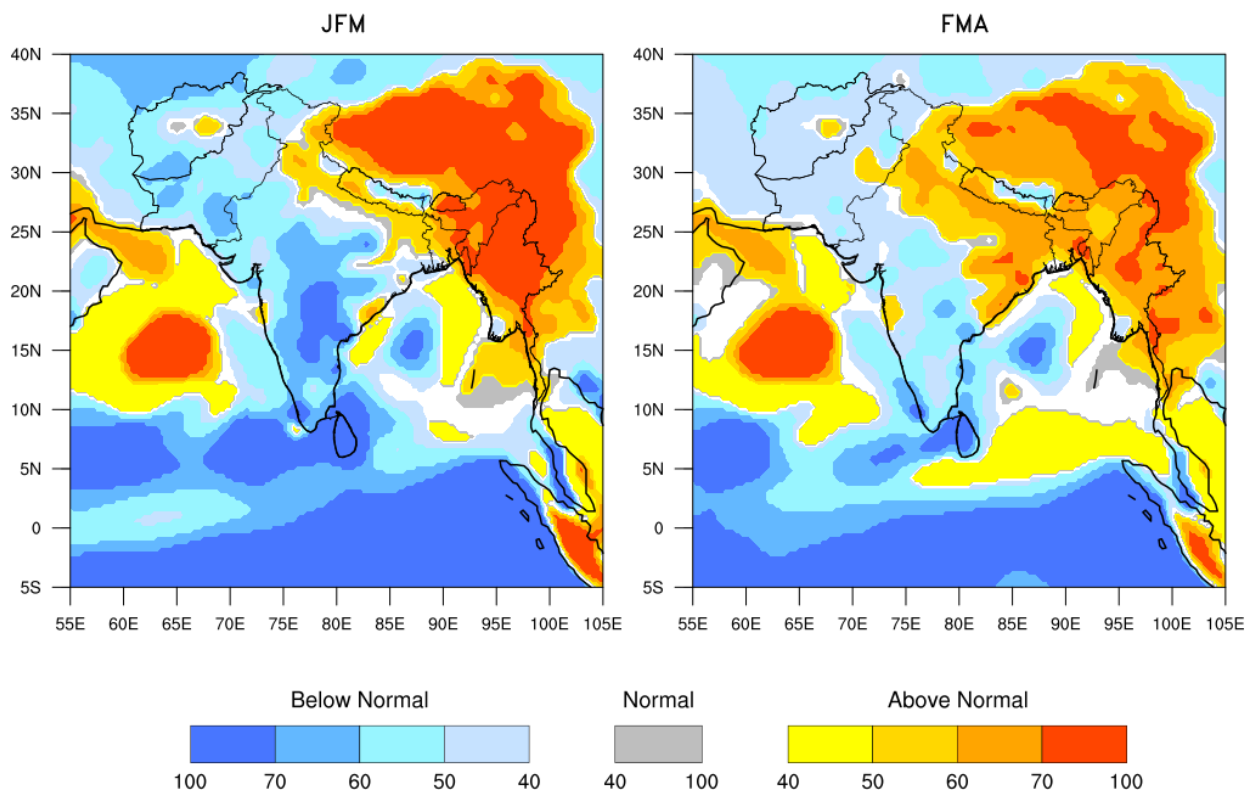 JFM FMA
40N 40N
35N 35N
30N 30N
25N 25N
20N 20N
15N 15N
10N 10N
5N 5N
0 0
5S 5S
55E 60E 65E 70E 75E 80E 85E 90E 95E 100E 105E 55E 60E 65E 70E 75E 80E 85E 90E 95E 100E 105E
Below Normal Normal Above Normal
100 70 60 50 40 40 100 40 50 60 70 100